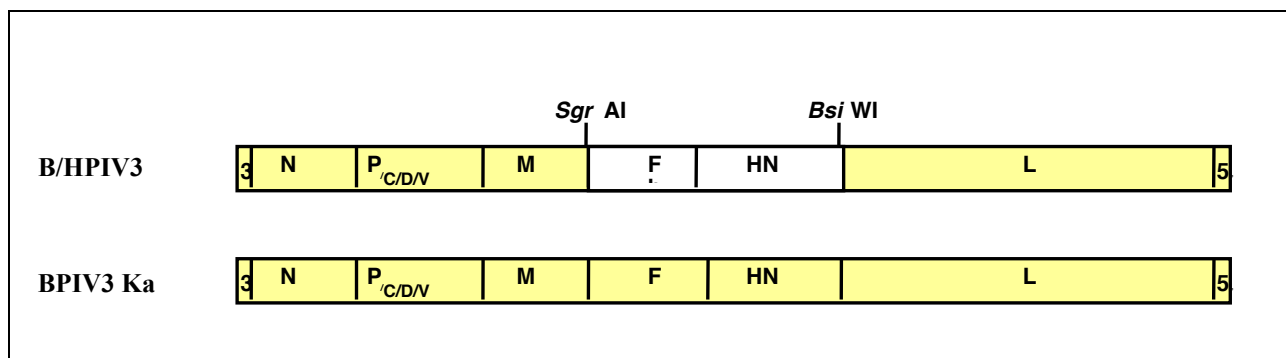 Sgr AI Bsi WI
B/HPIV3 3 N P/C/D/V M F HN L 5
BPIV3 Ka 3 N P/C/D/V M F HN L 5